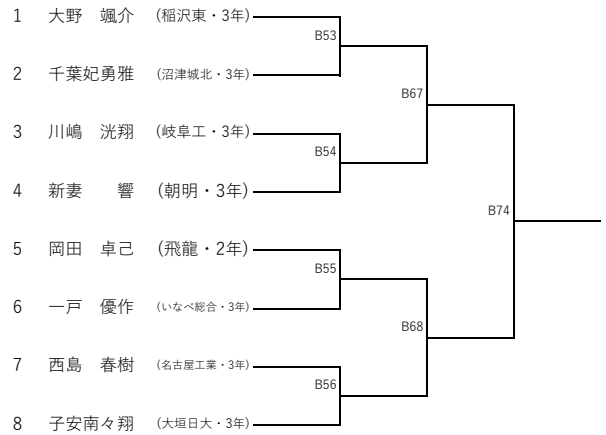 1 大野 颯介 (稲沢東・3年)
B53
2 千葉妃勇雅 (沼津城北・3年)
B67
3 川嶋 洸翔 (岐阜工・3年)
B54
4 新妻 響 (朝明・3年)
B74
5 岡田 卓己 (飛龍・2年)
B55
6 一戸 優作 (いなべ総合・3年)
B68
7 西島 春樹 (名古屋工業・3年)
B56
8 子安南々翔 (大垣日大・3年)